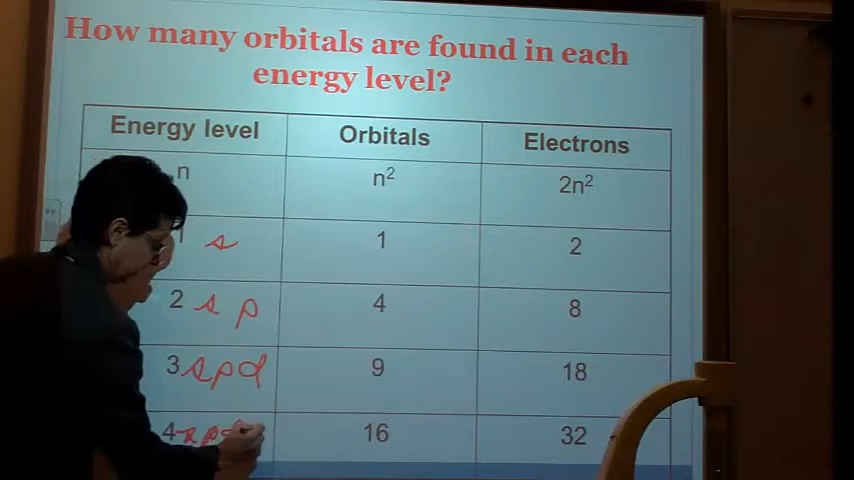 How many orbitals are found in each
energy level?
Energy level Orbitals Electrons
n n² 2n²
s 1 2
2 s p 4 8
3 s p d 9 18
4 s p 16 32